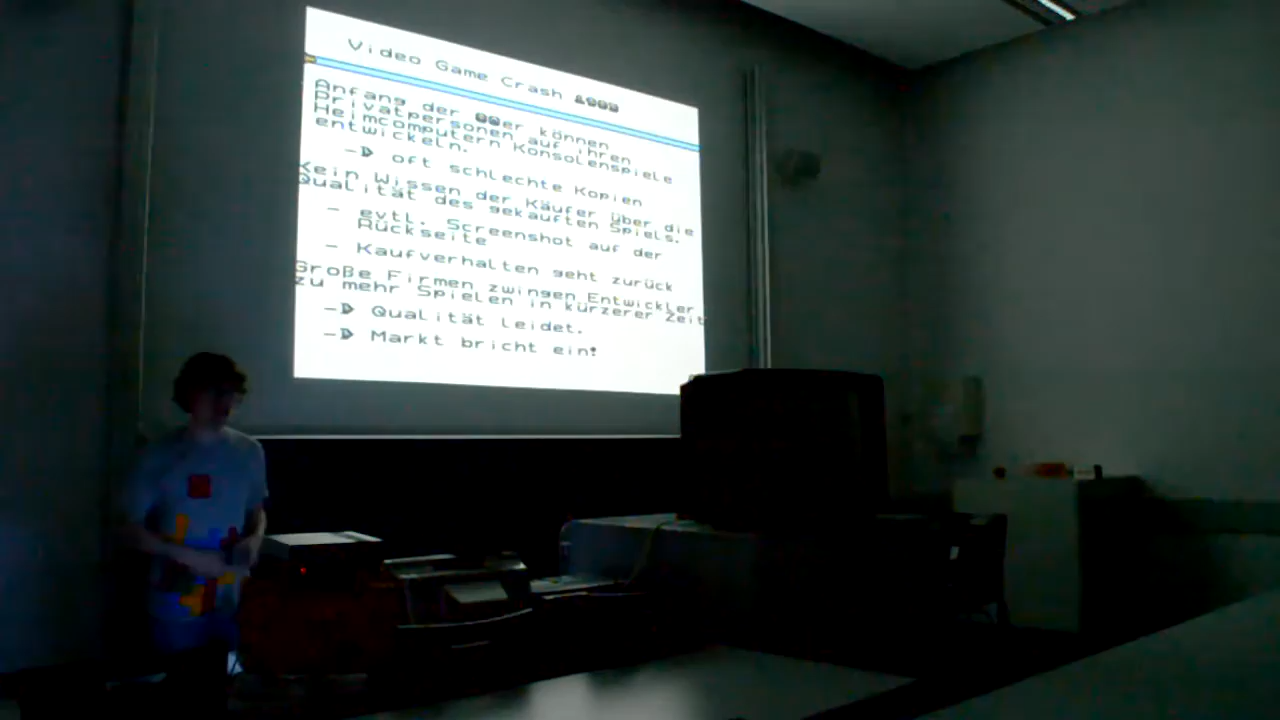 Video Game Crash 1983
Anfang der 80er können
Privatpersonen auf ihren
Heimcomputern Konsolenspiele
entwickeln.
-> oft schlechte Kopien
Kein Wissen der Käufer über die
Qualität des gekauften Spiels.
- evtl. Screenshot auf der
Rückseite
- Kaufverhalten geht zurück
Große Firmen zwingen Entwickler
zu mehr Spielen in kürzerer Zeit
-> Qualität leidet.
-> Markt bricht ein!